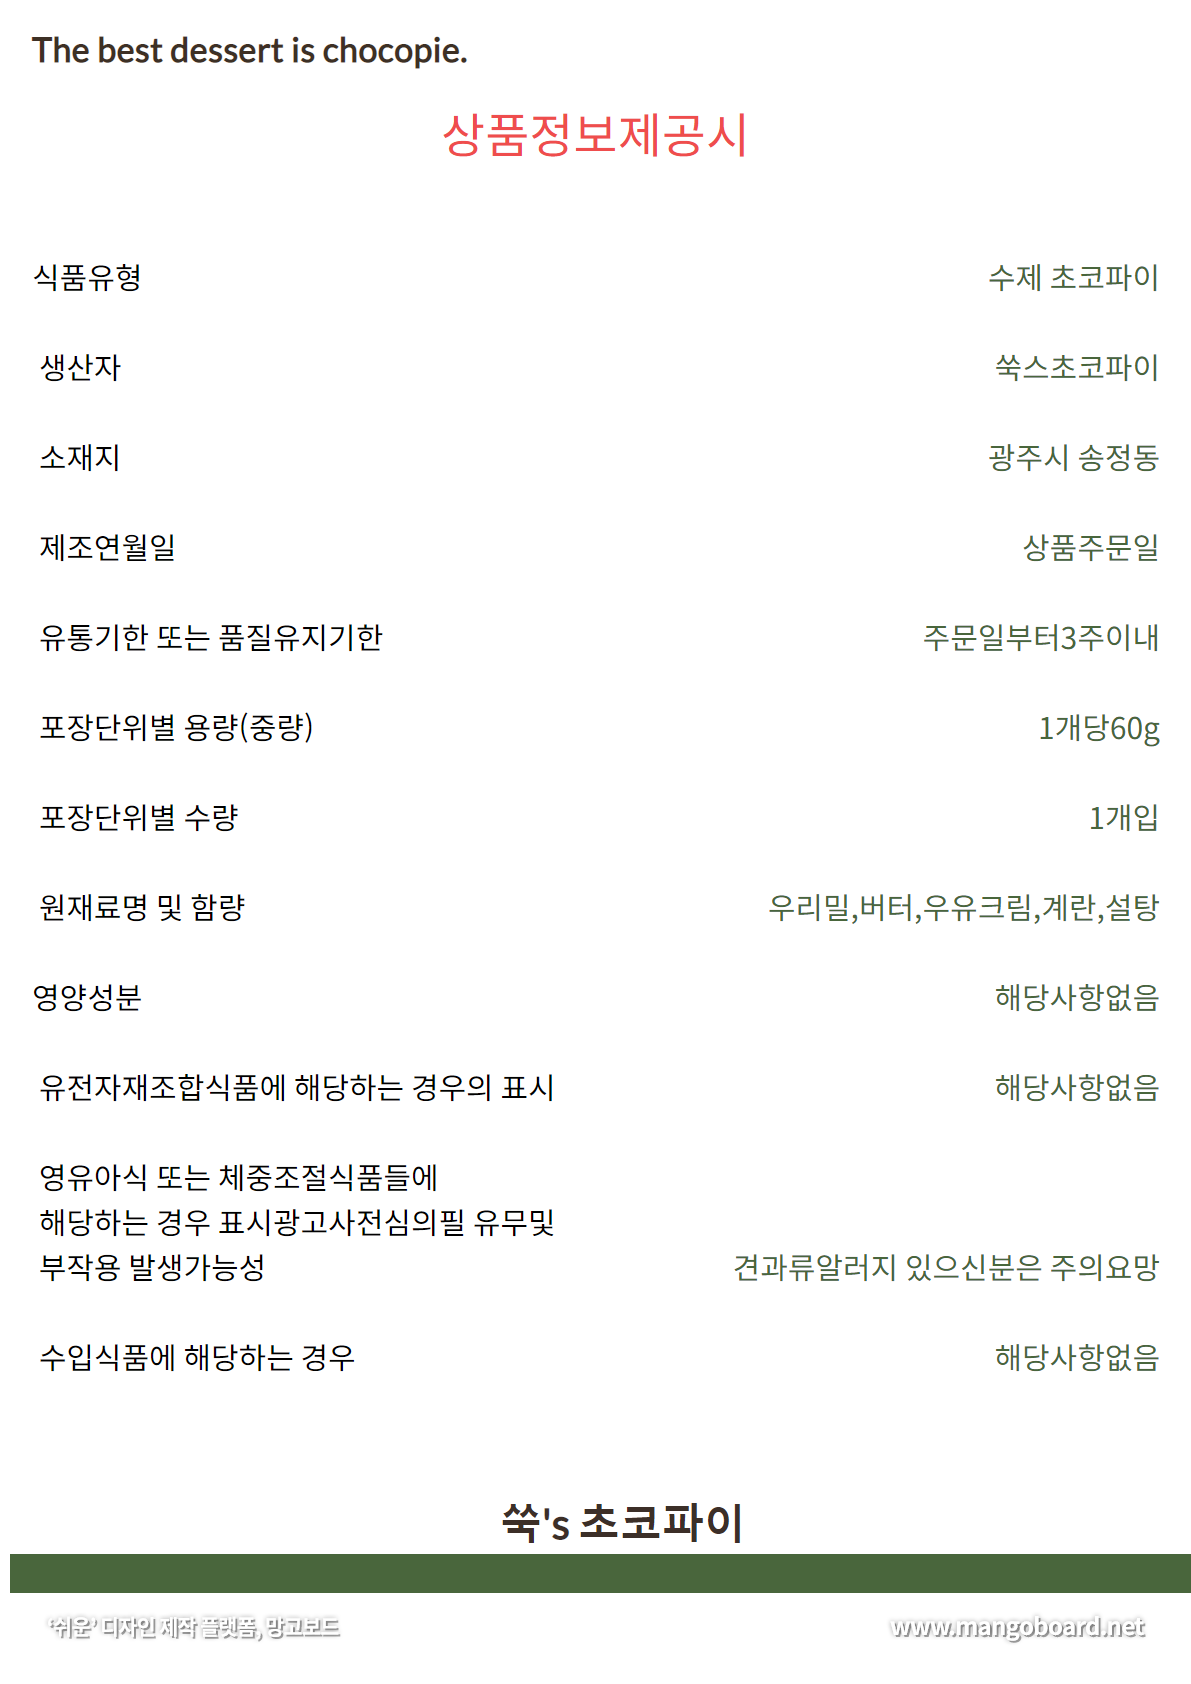 The best dessert is chocopie.
상품정보제공시
식품유형 수제 초코파이
생산자 쑥스초코파이
소재지 광주시 송정동
제조연월일 상품주문일
유통기한 또는 품질유지기한 주문일부터3주이내
포장단위별 용량(중량) 1개당60g
포장단위별 수량 1개입
원재료명 및 함량 우리밀,버터,우유크림,계란,설탕
영양성분 해당사항없음
유전자재조합식품에 해당하는 경우의 표시 해당사항없음
영유아식 또는 체중조절식품들에
해당하는 경우 표시광고사전심의필 유무및
부작용 발생가능성 견과류알러지 있으신분은 주의요망
수입식품에 해당하는 경우 해당사항없음
쑥's 초코파이
‘쉬운’ 디자인 제작 플랫폼, 망고보드 www.mangoboard.net